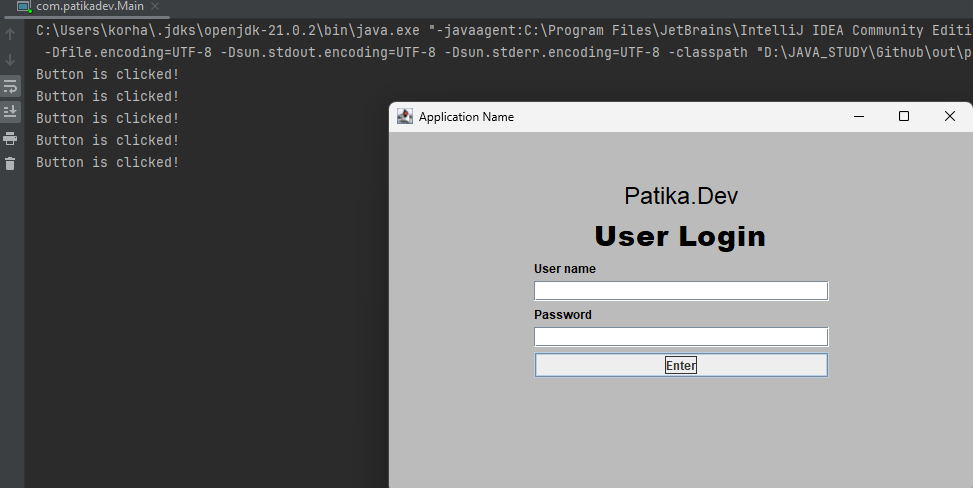 com.patikadev.Main
C:\Users\korha\.jdks\openjdk-21.0.2\bin\java.exe "-javaagent:C:\Program Files\JetBrains\IntelliJ IDEA Community Editi
-Dfile.encoding=UTF-8 -Dsun.stdout.encoding=UTF-8 -Dsun.stderr.encoding=UTF-8 -classpath "D:\JAVA_STUDY\Github\out\p
Button is clicked!
Button is clicked!
Button is clicked!
Button is clicked!
Button is clicked!
Application Name
Patika.Dev
User Login
User name
Password
Enter